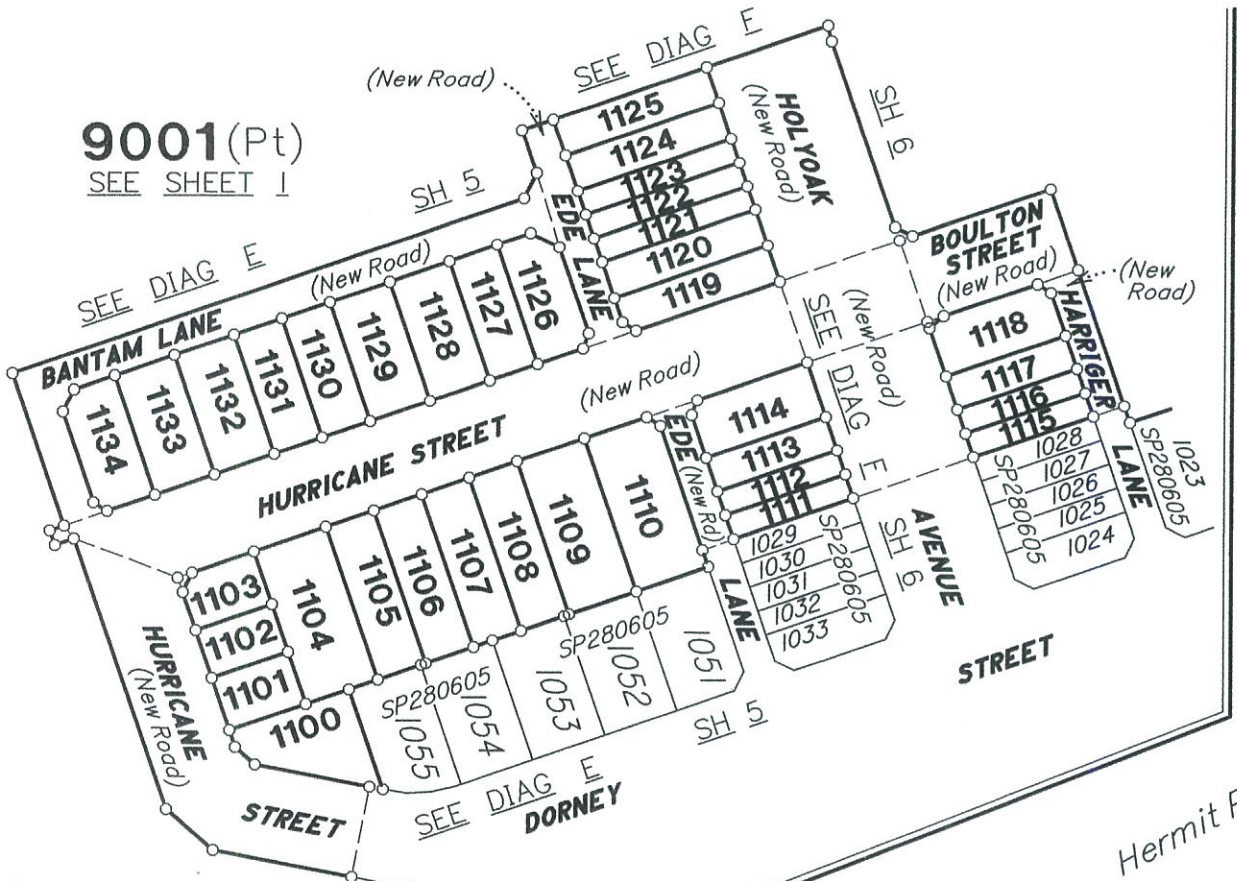 SEE DIAG E
(New Road)
9001(Pt)
SEE SHEET 1
SH 5
SEE DIAG E
(New Road)
BANTAM LANE
1125
1124
1123
1122
1121
1120
1119
EDE LANE
HOLYOAK
(New Road)
SH 6
BOULTON
STREET
(New Road)
(New
Road)
HARRIGER
LANE
1126
1127
1128
1129
1130
1131
1132
1133
1134
HURRICANE STREET
(New Road)
SEE DIAG F
SH 6
(New Road)
AVENUE
1118
1117
1116
1115
1028
1027
1026
1025
1024
SP280605
1023
SP280605
1114
1113
1112
1111
1029
1030
1031
1032
1033
SP280605
EDE (New Rd)
LANE
1110
1109
1108
1107
1106
1105
1104
1103
1102
1101
1100
SP280605
SP280605
1051
1052
1053
1054
1055
HURRICANE
(New Road)
STREET
SEE DIAG E
SH 5
DORNEY
STREET
Hermit